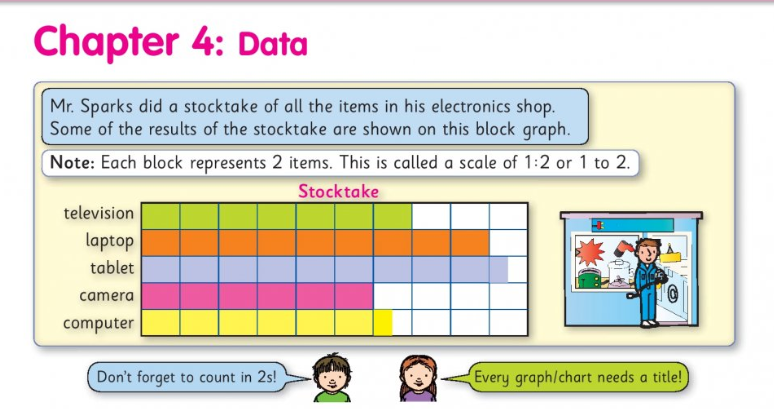 Chapter 4: Data
Mr. Sparks did a stocktake of all the items in his electronics shop.
Some of the results of the stocktake are shown on this block graph.
Note: Each block represents 2 items. This is called a scale of 1:2 or 1 to 2.
Stocktake
television
laptop
tablet
camera
computer
Don't forget to count in 2s!
Every graph/chart needs a title!